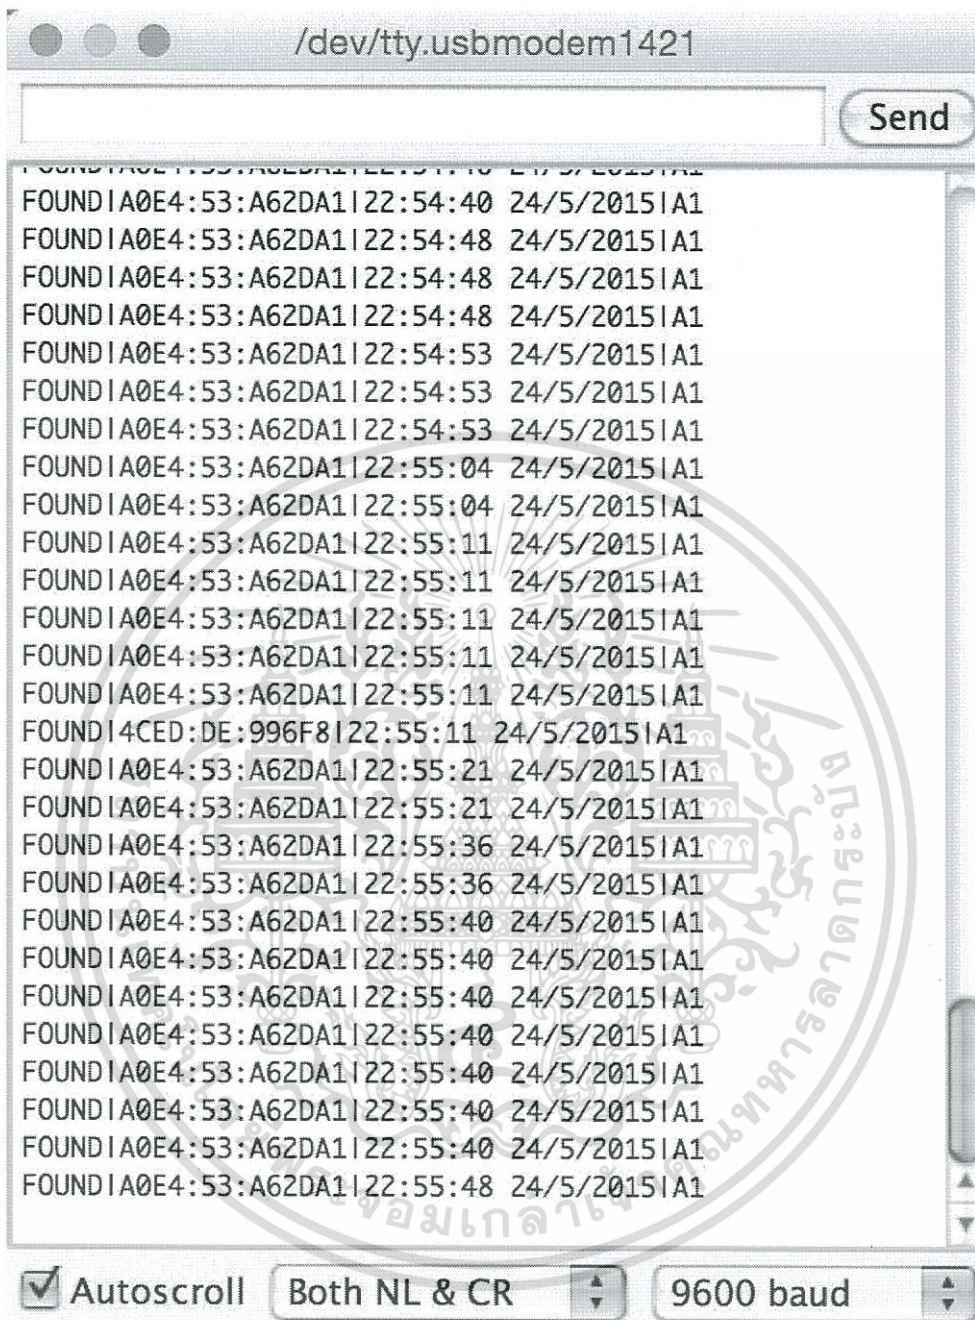 /dev/tty.usbmodem1421
Send
FOUND|A0E4:53:A62DA1|22:54:40 24/5/2015|A1
FOUND|A0E4:53:A62DA1|22:54:48 24/5/2015|A1
FOUND|A0E4:53:A62DA1|22:54:48 24/5/2015|A1
FOUND|A0E4:53:A62DA1|22:54:48 24/5/2015|A1
FOUND|A0E4:53:A62DA1|22:54:53 24/5/2015|A1
FOUND|A0E4:53:A62DA1|22:54:53 24/5/2015|A1
FOUND|A0E4:53:A62DA1|22:54:53 24/5/2015|A1
FOUND|A0E4:53:A62DA1|22:55:04 24/5/2015|A1
FOUND|A0E4:53:A62DA1|22:55:04 24/5/2015|A1
FOUND|A0E4:53:A62DA1|22:55:11 24/5/2015|A1
FOUND|A0E4:53:A62DA1|22:55:11 24/5/2015|A1
FOUND|A0E4:53:A62DA1|22:55:11 24/5/2015|A1
FOUND|A0E4:53:A62DA1|22:55:11 24/5/2015|A1
FOUND|A0E4:53:A62DA1|22:55:11 24/5/2015|A1
FOUND|4CED:DE:996F8|22:55:11 24/5/2015|A1
FOUND|A0E4:53:A62DA1|22:55:21 24/5/2015|A1
FOUND|A0E4:53:A62DA1|22:55:21 24/5/2015|A1
FOUND|A0E4:53:A62DA1|22:55:36 24/5/2015|A1
FOUND|A0E4:53:A62DA1|22:55:36 24/5/2015|A1
FOUND|A0E4:53:A62DA1|22:55:40 24/5/2015|A1
FOUND|A0E4:53:A62DA1|22:55:40 24/5/2015|A1
FOUND|A0E4:53:A62DA1|22:55:40 24/5/2015|A1
FOUND|A0E4:53:A62DA1|22:55:40 24/5/2015|A1
FOUND|A0E4:53:A62DA1|22:55:40 24/5/2015|A1
FOUND|A0E4:53:A62DA1|22:55:40 24/5/2015|A1
FOUND|A0E4:53:A62DA1|22:55:40 24/5/2015|A1
FOUND|A0E4:53:A62DA1|22:55:48 24/5/2015|A1
Autoscroll
Both NL & CR
9600 baud